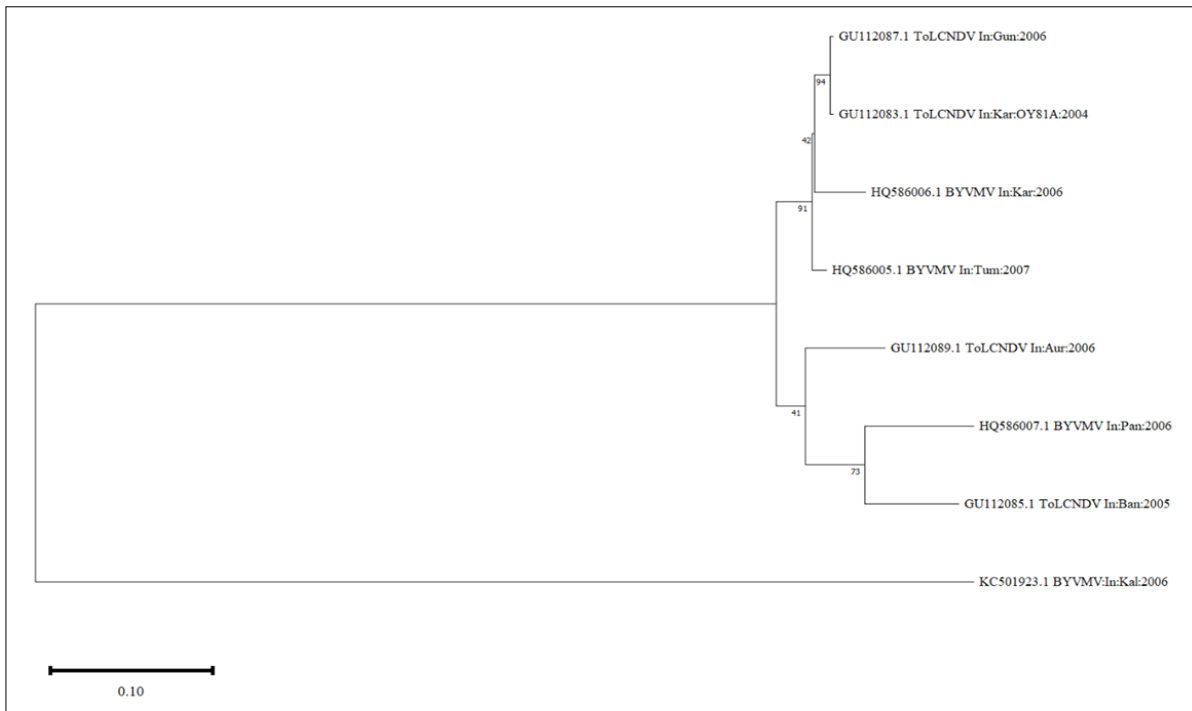 GU112087.1 ToLCNDV In:Gun:2006
94
GU112083.1 ToLCNDV In:Kar:OY81A:2004
42
HQ586006.1 BYVMV In:Kar:2006
91
HQ586005.1 BYVMV In:Tum:2007
GU112089.1 ToLCNDV In:Aur:2006
41
HQ586007.1 BYVMV In:Pan:2006
73
GU112085.1 ToLCNDV In:Ban:2005
KC501923.1 BYVMV:In:Kal:2006
0.10